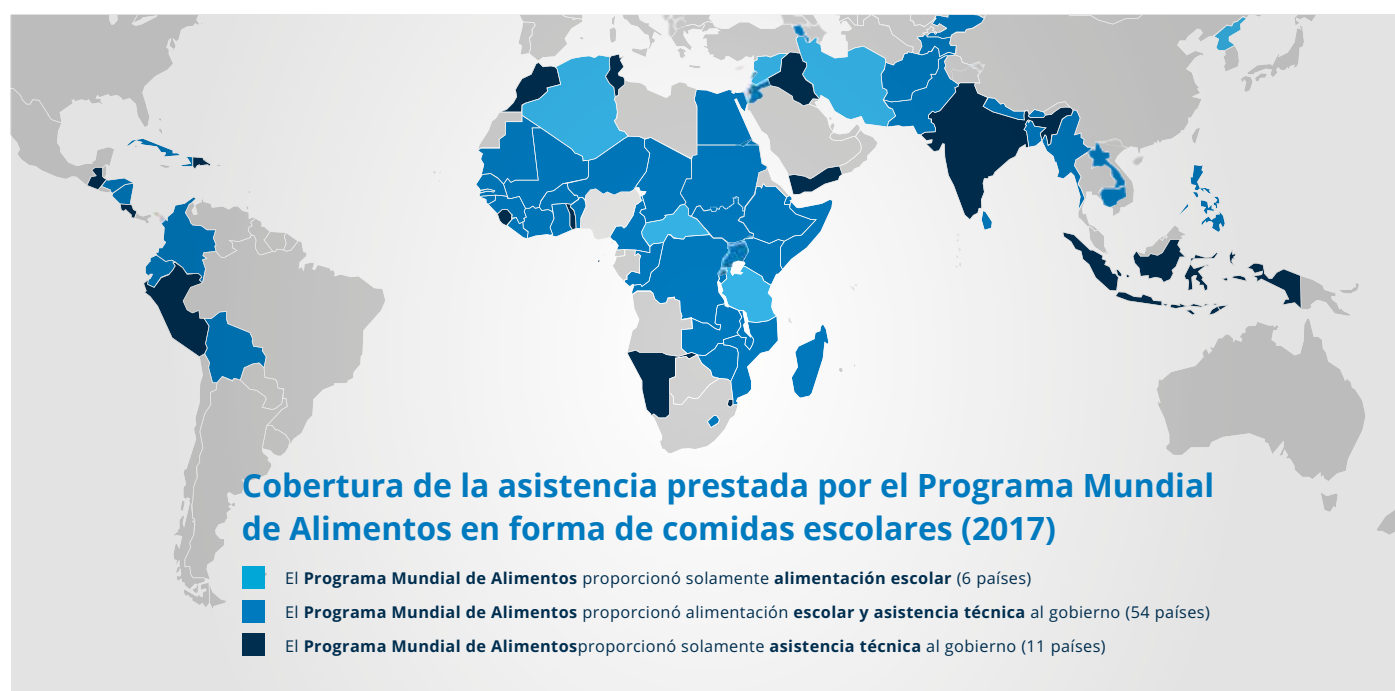 Cobertura de la asistencia prestada por el Programa Mundial
de Alimentos en forma de comidas escolares (2017)
El Programa Mundial de Alimentos proporcionó solamente alimentación escolar (6 países)
El Programa Mundial de Alimentos proporcionó alimentación escolar y asistencia técnica al gobierno (54 países)
El Programa Mundial de Alimentosproporcionó solamente asistencia técnica al gobierno (11 países)